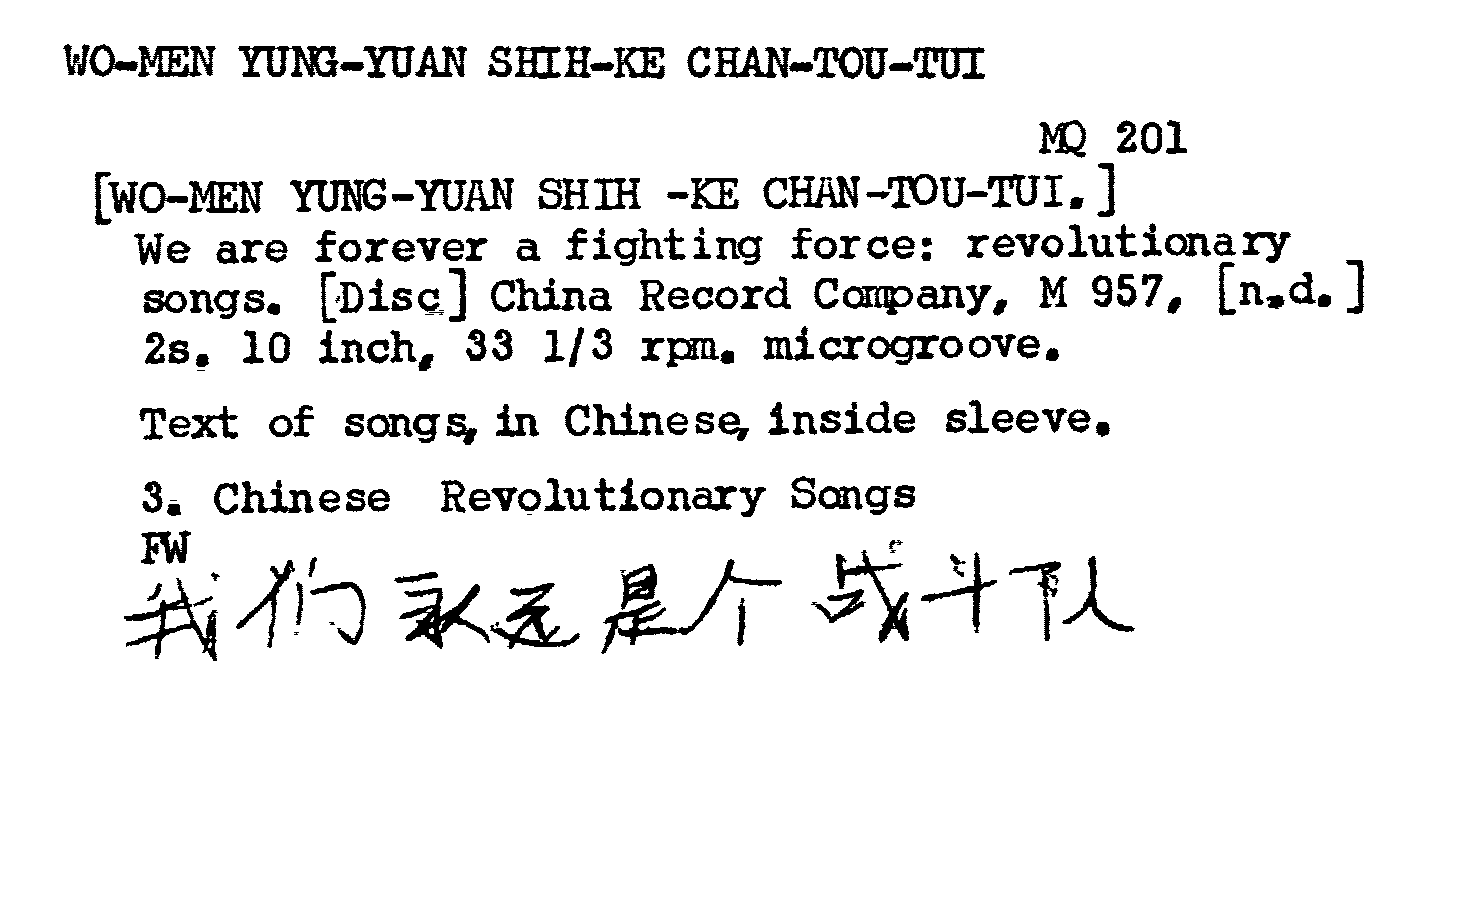 WO-MEN YUNG-YUAN SHIH-KE CHAN-TOU-TUI
MQ 201
[WO-MEN YUNG-YUAN SHIH -KE CHAN-TOU-TUI.]
We are forever a fighting force: revolutionary
songs. [Disc] China Record Company, M 957, [n.d.]
2s. 10 inch, 33 1/3 rpm. microgroove.
Text of songs, in Chinese, inside sleeve.
3. Chinese Revolutionary Songs
FW
我们永远是个战斗队